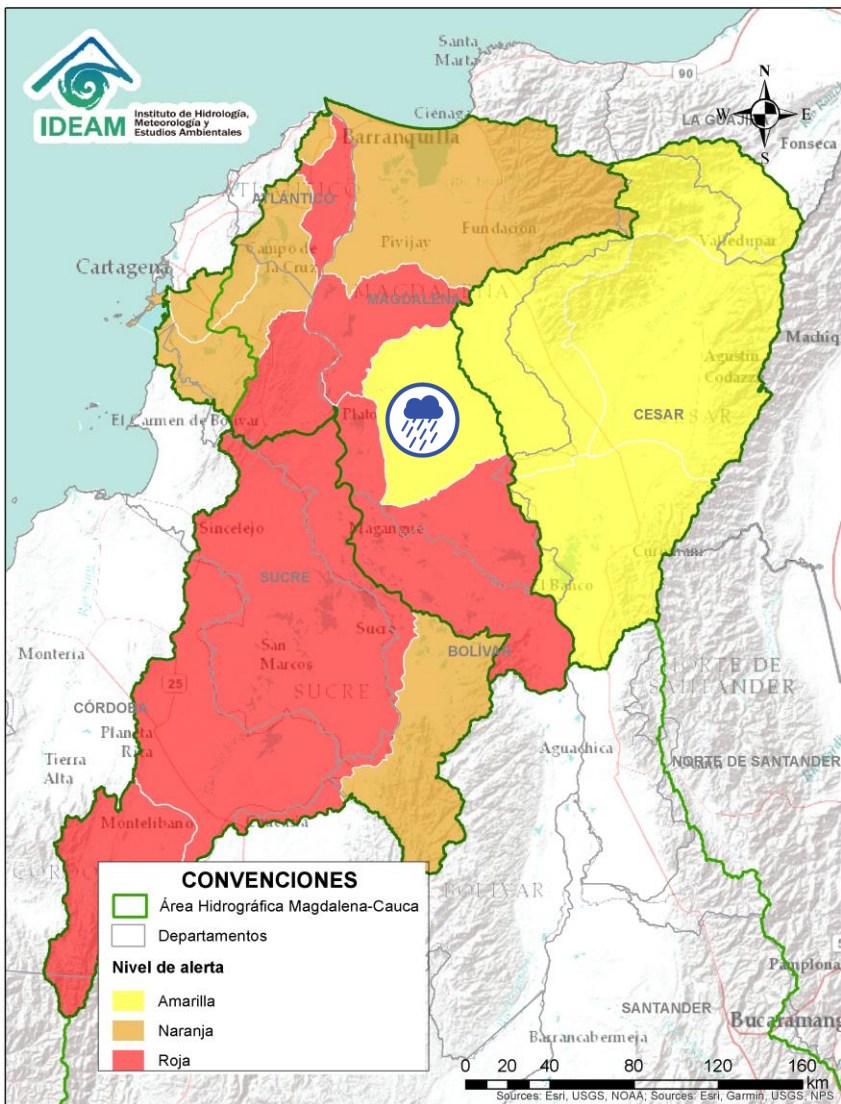 Santa
Marta
90
N
W
E
S
IDEAM
Instituto de Hidrología,
Meteorología y
Estudios Ambientales
Ciénaga
LA GUAJI
Fonseca
Barranquilla
ATLÁNTICO
Valledupar
Fundación
Pivijay
Campo de
la Cruz
Cartagena
MAGDALENA
Machiq
Agustín
Codazzi
CESAR
El Carmen de Bolívar
Plato
Sincelejo
Magangué
SUCRE
El Banco
Sucre
BOLÍVAR
Montería
San
Marcos
SUCRE
NORTE DE
SANTANDER
25
CÓRDOBA
Planeta
Rica
Tierra
Alta
Aguachica
NORTE DE SANTANDER
Montelíbano
BOLÍVAR
CONVENCIONES
Área Hidrográfica Magdalena-Cauca
Departamentos
Nivel de alerta
Amarilla
Naranja
Roja
Pamplona
SANTANDER
Bucaramang
Barrancabermeja
0 20 40 80 120 160
km
Sources: Esri, USGS, NOAA; Sources: Esri, Garmin, USGS, NPS